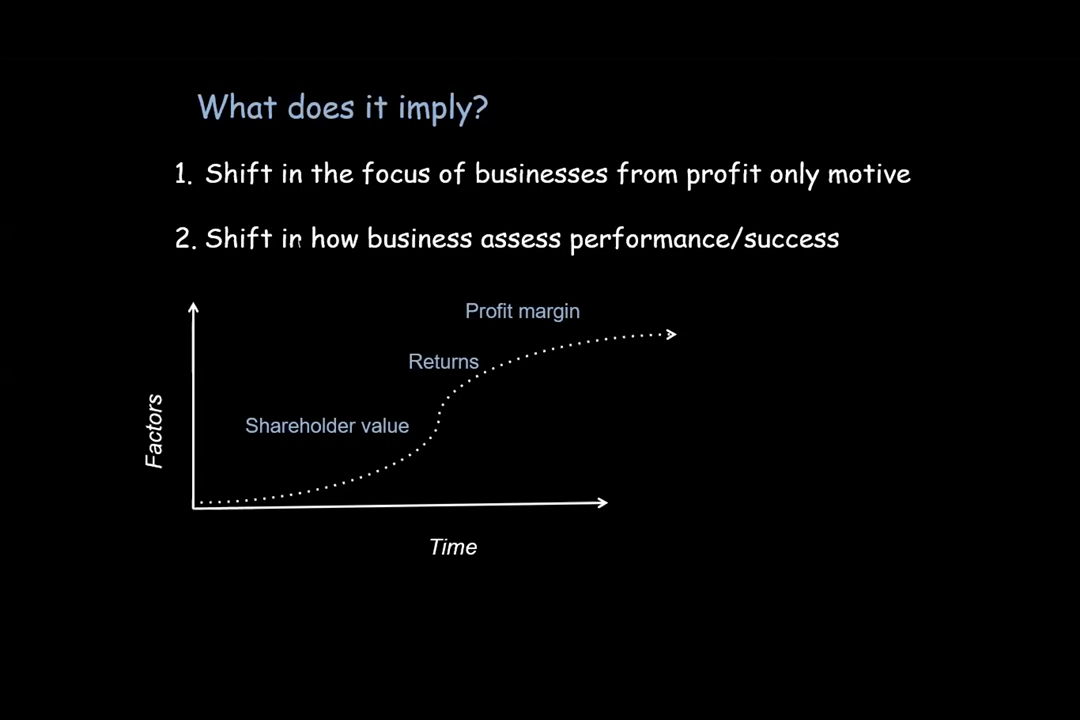 What does it imply?
1. Shift in the focus of businesses from profit only motive
2. Shift in how business assess performance/success
Profit margin
Returns
Shareholder value
Factors
Time